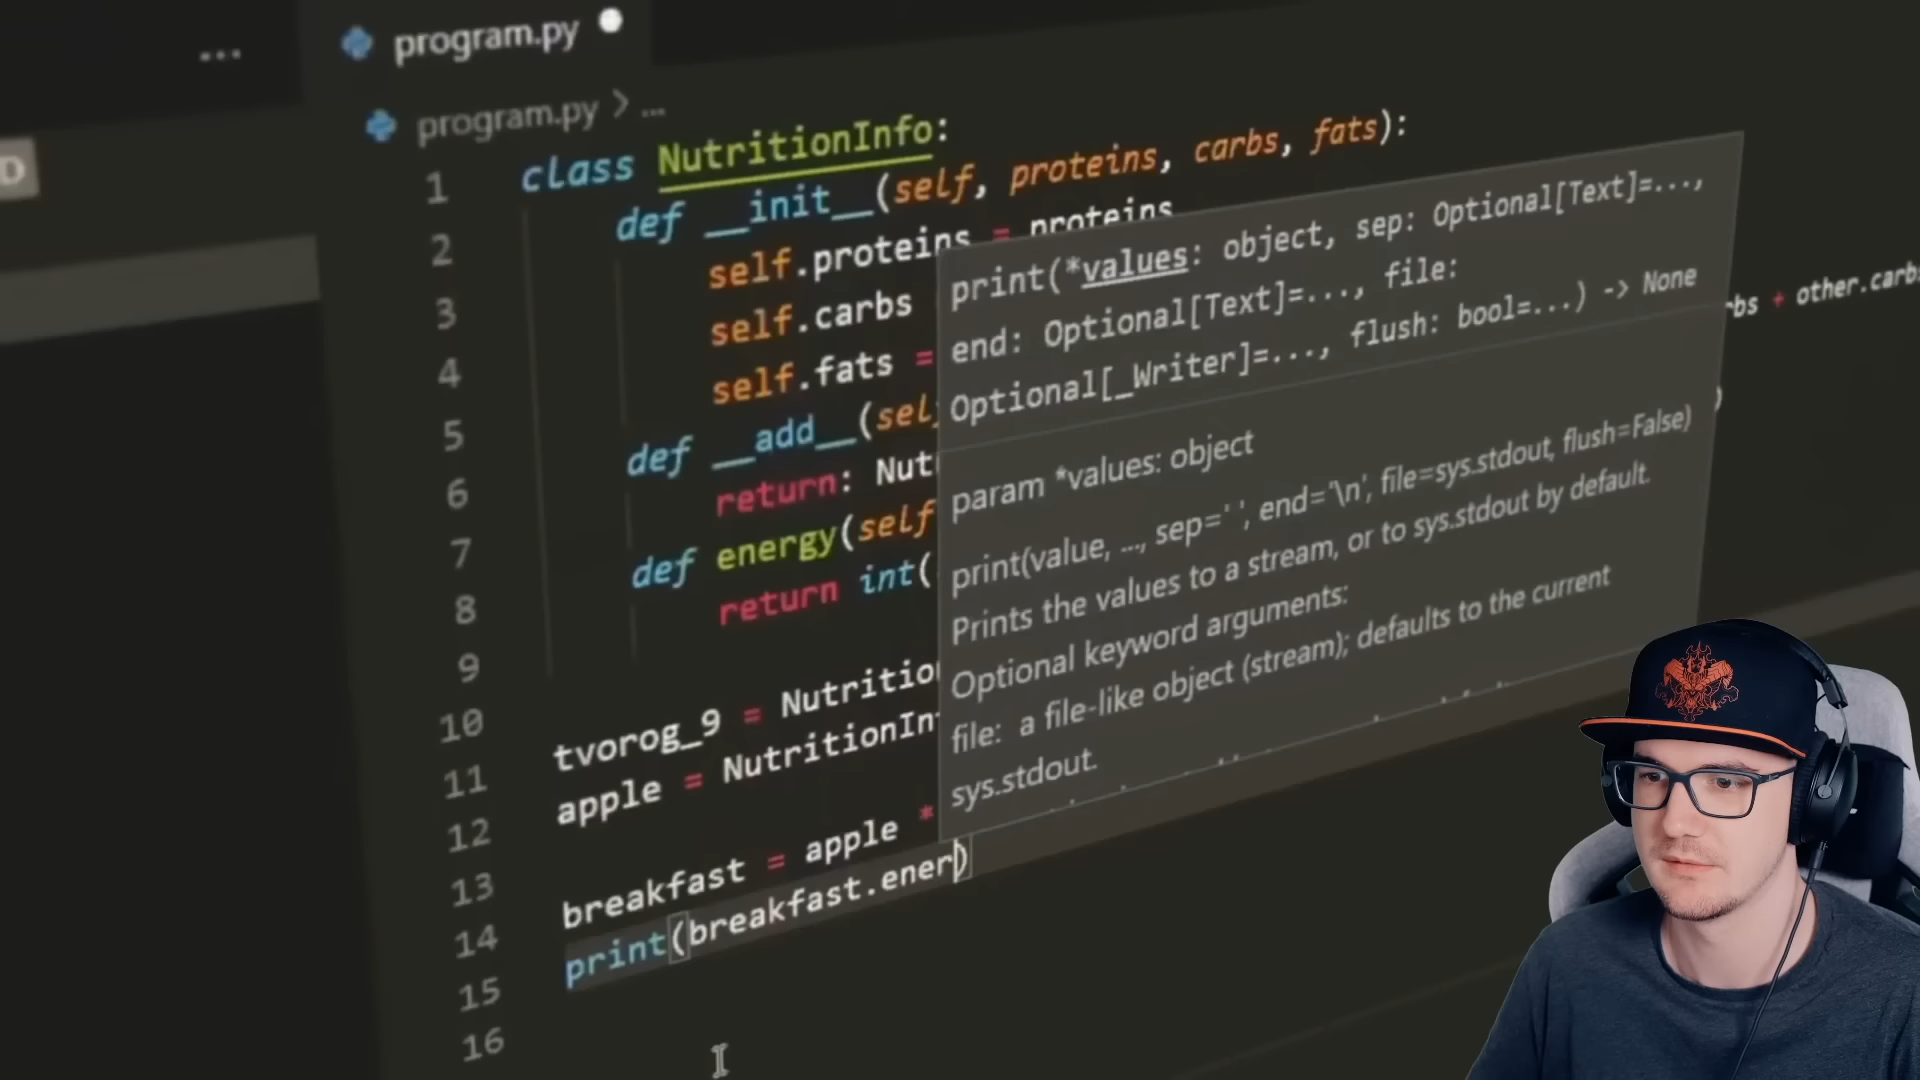 ...
program.py
program.py > ...
1 class NutritionInfo:
2 def __init__(self, proteins, carbs, fats):
3 self.proteins = proteins
4 self.carbs
5 self.fats =
6 def __add__(sel
7 return: Nut
8 def energy(self
9 return int(
10
11 tvorog_9 = Nutritio
12 apple = NutritionIn
13
14 breakfast = apple *
15 print(breakfast.ener)
16
print(*values: object, sep: Optional[Text]=...,
end: Optional[Text]=..., file:
Optional[_Writer]=..., flush: bool=...) -> None
param *values: object
print(value, ..., sep=' ', end='\n', file=sys.stdout, flush=False)
Prints the values to a stream, or to sys.stdout by default.
Optional keyword arguments:
file: a file-like object (stream); defaults to the current
sys.stdout.
rbs + other.carbs
)
D